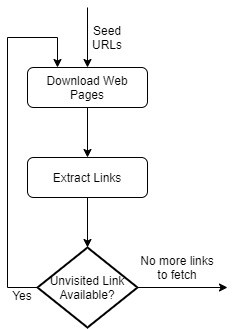 Seed
URLs
Download Web
Pages
Extract Links
Unvisited Link
Available?
No more links
to fetch
Yes